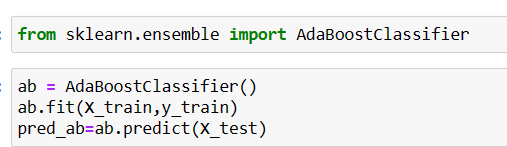 from sklearn.ensemble import AdaBoostClassifier
ab = AdaBoostClassifier()
ab.fit(X_train,y_train)
pred_ab=ab.predict(X_test)